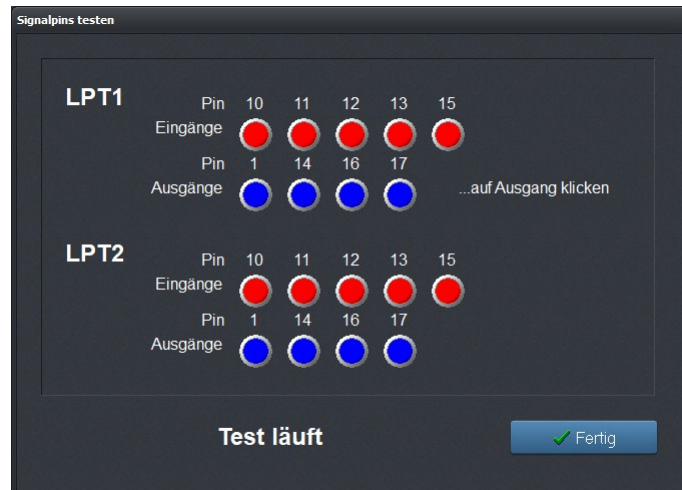 Signalpins testen
LPT1
Pin 10 11 12 13 15
Eingänge
Pin 1 14 16 17
Ausgänge ...auf Ausgang klicken
LPT2
Pin 10 11 12 13 15
Eingänge
Pin 1 14 16 17
Ausgänge
Test läuft
Fertig